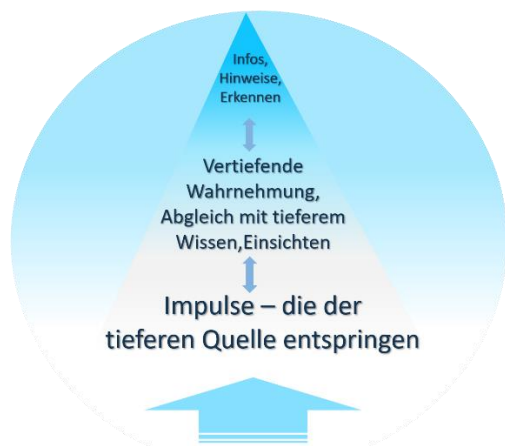 Infos,
Hinweise,
Erkennen
Vertiefende
Wahrnehmung,
Abgleich mit tieferem
Wissen,Einsichten
Impulse – die der
tieferen Quelle entspringen